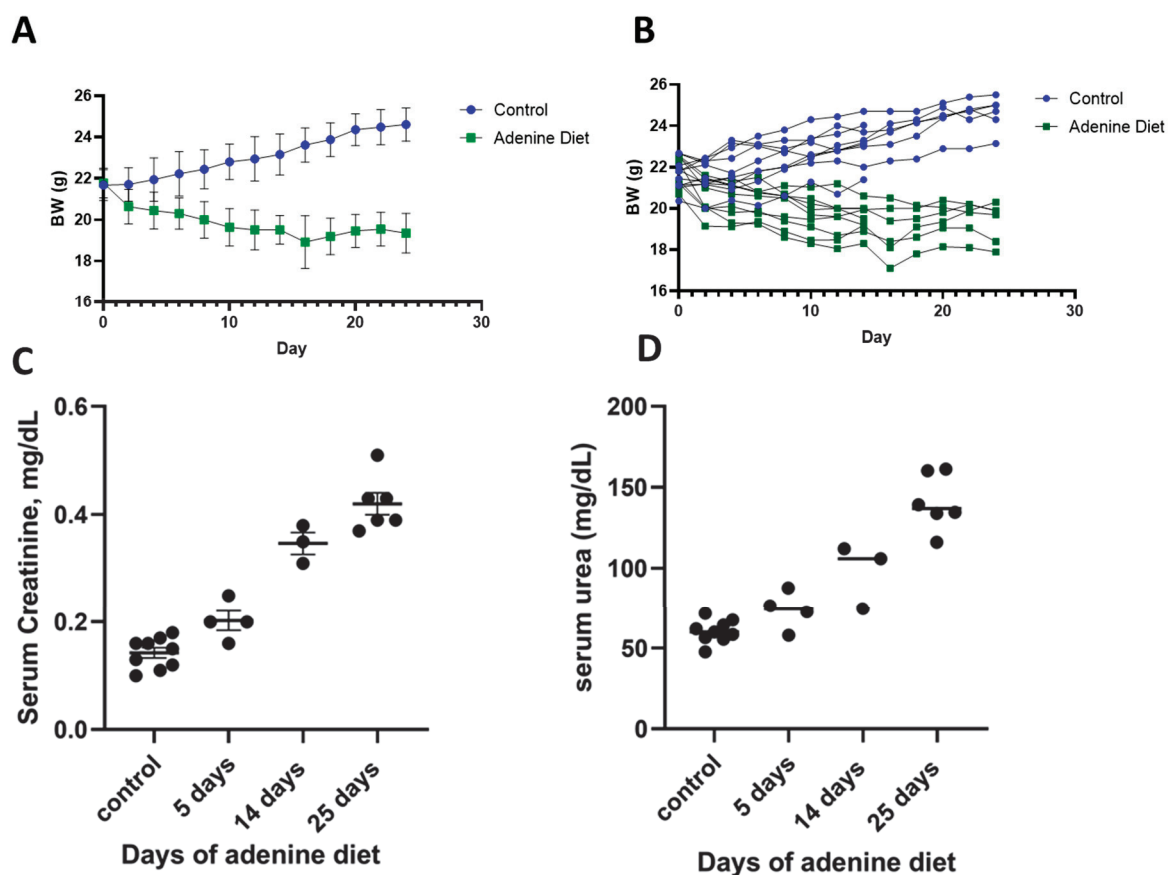 A
26
24
22
20
18
16
BW (g)
0
10
20
30
Day
Control
Adenine Diet
B
26
24
22
20
18
16
BW (g)
0
10
20
30
Day
Control
Adenine Diet
C
0.6
0.4
0.2
0.0
Serum Creatinine, mg/dL
control
5 days
14 days
25 days
Days of adenine diet
D
200
150
100
50
0
serum urea (mg/dL)
control
5 days
14 days
25 days
Days of adenine diet